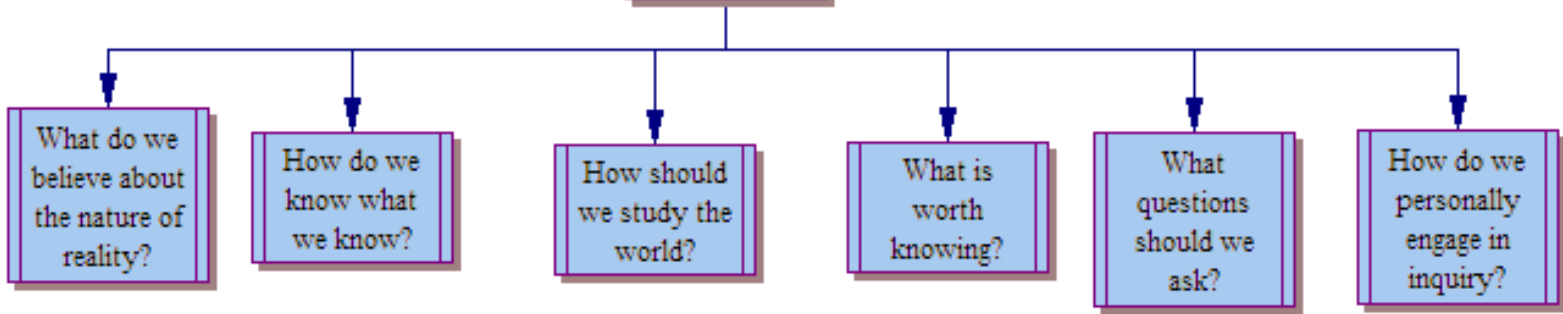 What do we
believe about
the nature of
reality?
How do we
know what
we know?
How should
we study the
world?
What is
worth
knowing?
What
questions
should we
ask?
How do we
personally
engage in
inquiry?